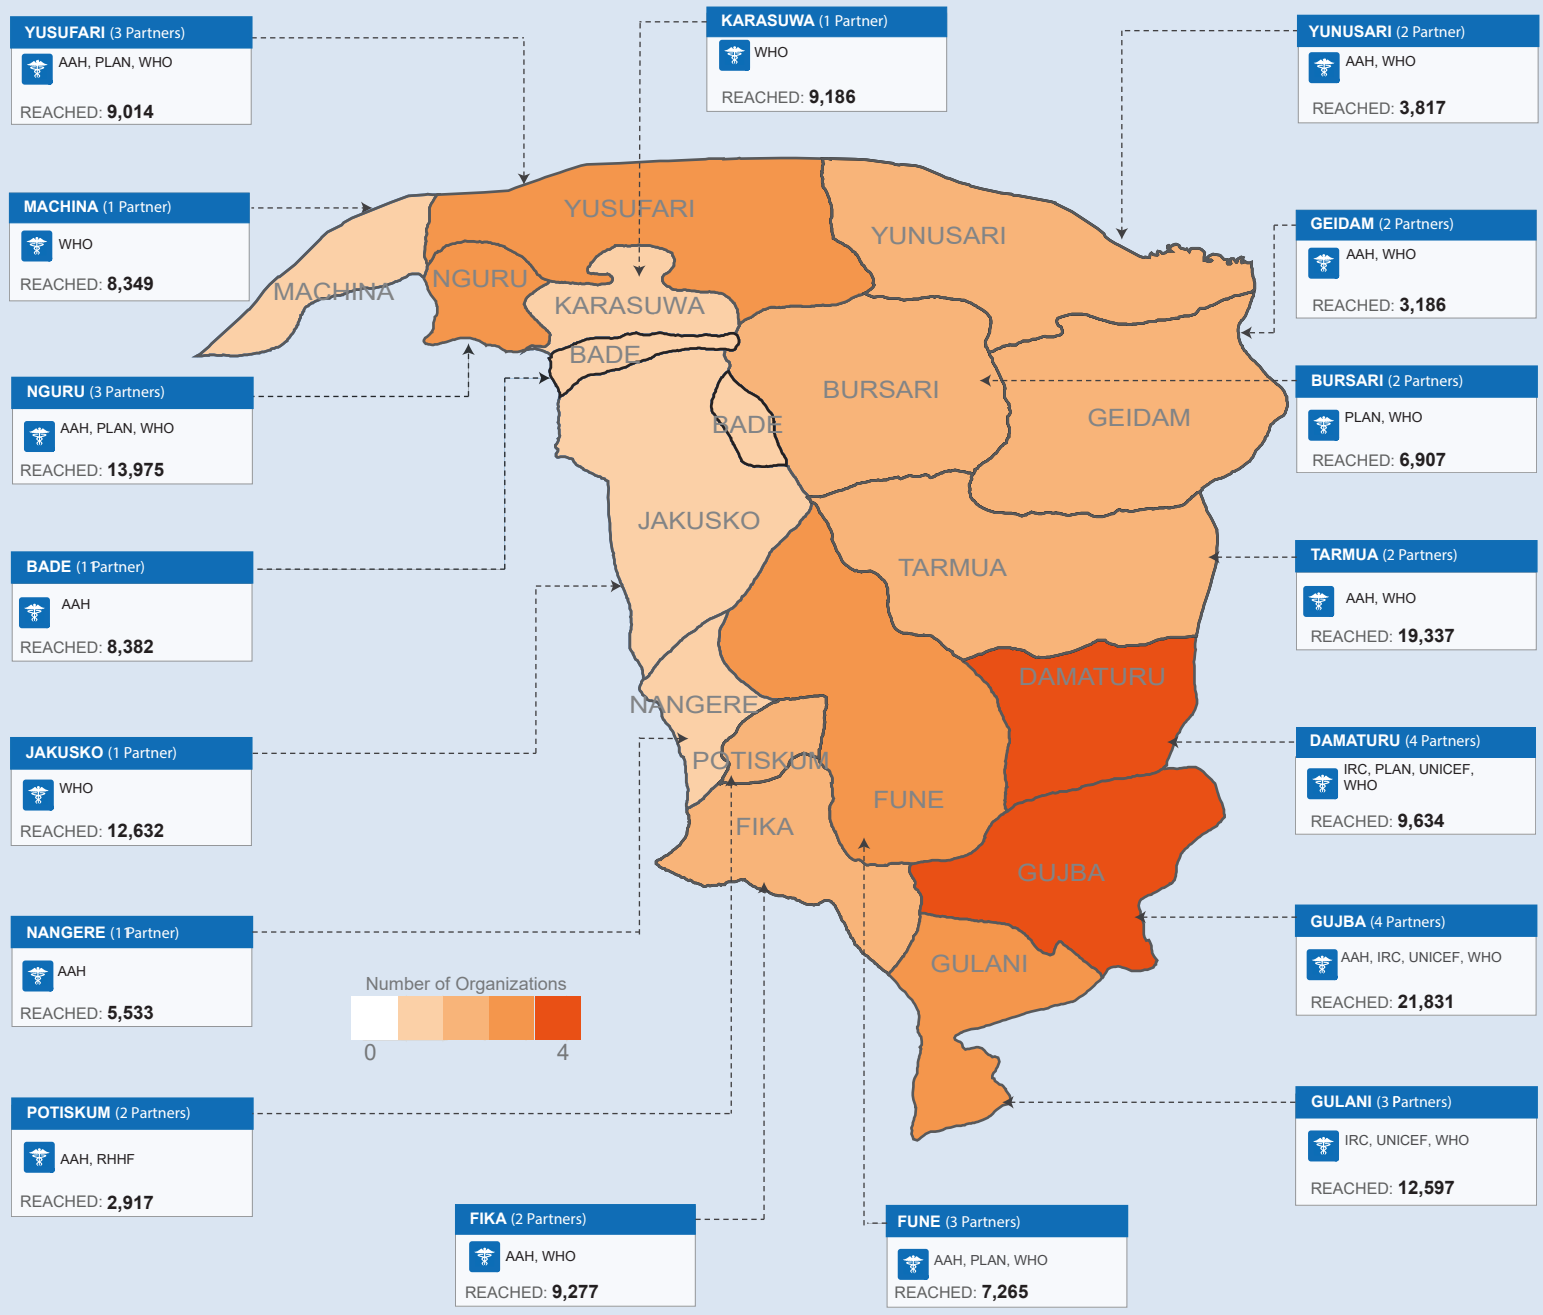 YUSUFARI (3 Partners)
AAH, PLAN, WHO
REACHED: 9,014
KARASUWA (1 Partner)
WHO
REACHED: 9,186
YUNUSARI (2 Partner)
AAH, WHO
REACHED: 3,817
MACHINA (1 Partner)
WHO
REACHED: 8,349
GEIDAM (2 Partners)
AAH, WHO
REACHED: 3,186
NGURU (3 Partners)
AAH, PLAN, WHO
REACHED: 13,975
BURSARI (2 Partners)
PLAN, WHO
REACHED: 6,907
BADE (1 Partner)
AAH
REACHED: 8,382
TARMUA (2 Partners)
AAH, WHO
REACHED: 19,337
JAKUSKO (1 Partner)
WHO
REACHED: 12,632
DAMATURU (4 Partners)
IRC, PLAN, UNICEF,
WHO
REACHED: 9,634
NANGERE (1 Partner)
AAH
REACHED: 5,533
GUJBA (4 Partners)
AAH, IRC, UNICEF, WHO
REACHED: 21,831
POTISKUM (2 Partners)
AAH, RHHF
REACHED: 2,917
GULANI (3 Partners)
IRC, UNICEF, WHO
REACHED: 12,597
FIKA (2 Partners)
AAH, WHO
REACHED: 9,277
FUNE (3 Partners)
AAH, PLAN, WHO
REACHED: 7,265
YUSUFARI
YUNUSARI
NGURU
MACHINA
KARASUWA
BADE
BURSARI
GEIDAM
BADE
JAKUSKO
TARMUA
DAMATURU
NANGERE
POTISKUM
FUNE
FIKA
GUJBA
GULANI
Number of Organizations
0 4